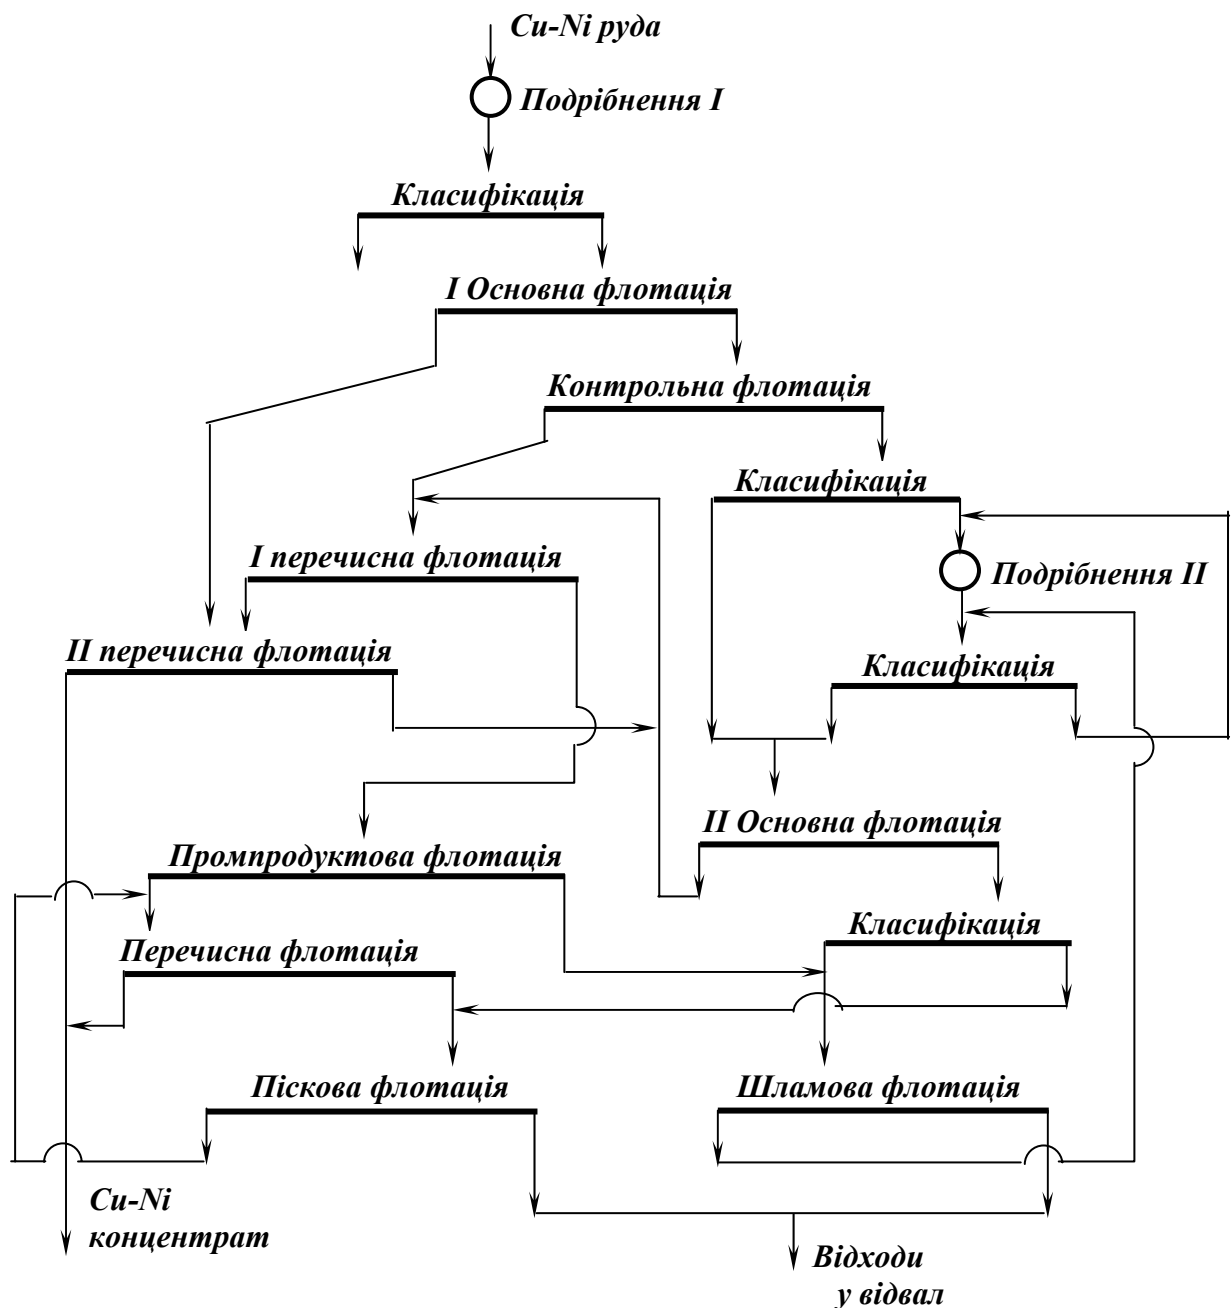 Cu-Ni руда
Подрібнення I
Класифікація
I Основна флотація
Контрольна флотація
Класифікація
I перечисна флотація
Подрібнення II
II перечисна флотація
Класифікація
II Основна флотація
Промпродуктова флотація
Класифікація
Перечисна флотація
Піскова флотація
Шламова флотація
Cu-Ni
концентрат
Відходи
у відвал